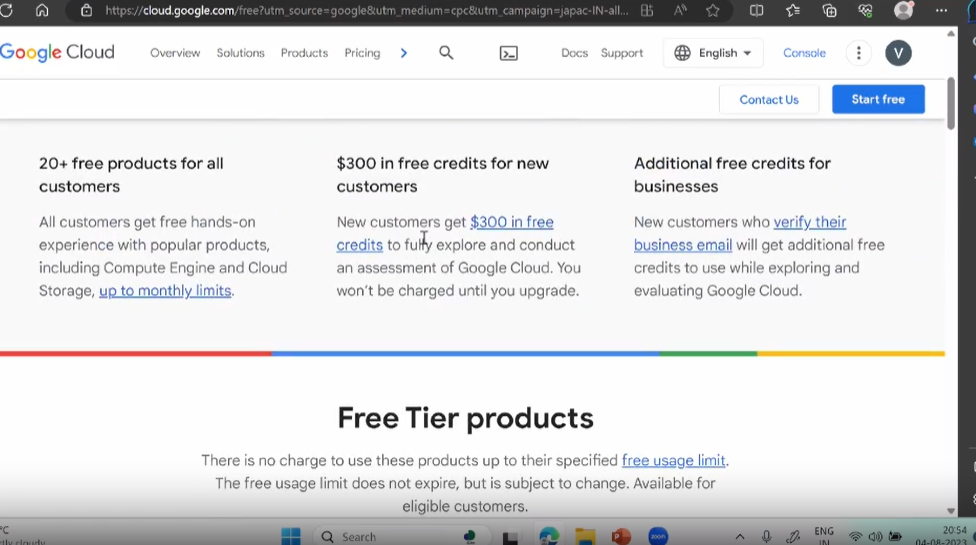 https://cloud.google.com/free?utm_source=google&utm_medium=cpc&utm_campaign=japac-IN-all...
Google Cloud Overview Solutions Products Pricing Docs Support English Console V
Contact Us Start free
20+ free products for all
customers
All customers get free hands-on
experience with popular products,
including Compute Engine and Cloud
Storage, up to monthly limits.
$300 in free credits for new
customers
New customers get $300 in free
credits to fully explore and conduct
an assessment of Google Cloud. You
won't be charged until you upgrade.
Additional free credits for
businesses
New customers who verify their
business email will get additional free
credits to use while exploring and
evaluating Google Cloud.
Free Tier products
There is no charge to use these products up to their specified free usage limit.
The free usage limit does not expire, but is subject to change. Available for
eligible customers.
°C
Search
zoom
ENG
IN
20:54
04-08-2023